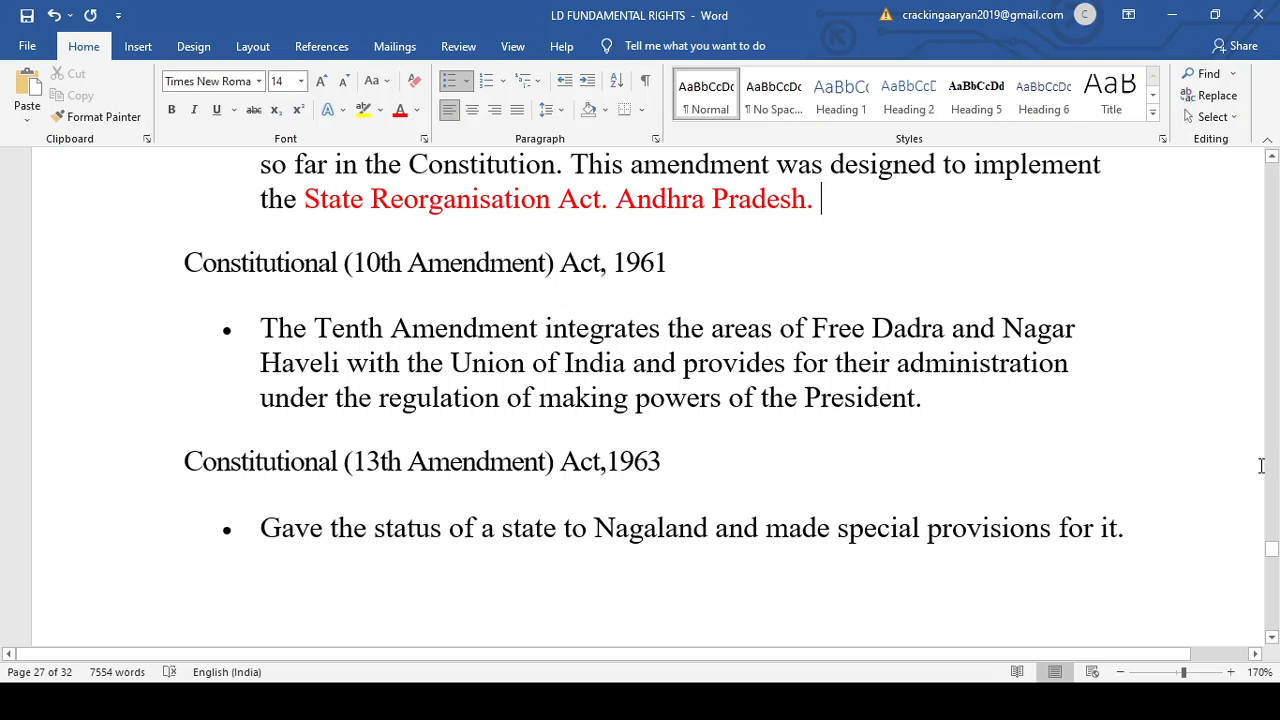 LD FUNDAMENTAL RIGHTS - Word
crackingaaryan2019@gmail.com
C
File Home Insert Design Layout References Mailings Review View Help Tell me what you want to do
Share
Paste
Cut
Copy
Format Painter
Clipboard
Times New Roma
14
Aa
B I U abc x₂ x²
A
A
Font
Paragraph
AaBbCcDc
¶ Normal
AaBbCcDc
¶ No Spac...
AaBbCc
Heading 1
AaBbCcD
Heading 2
AaBbCcDd
Heading 5
AaBbCcDc
Heading 6
AaB
Title
Styles
Find
Replace
Select
Editing
so far in the Constitution. This amendment was designed to implement
the State Reorganisation Act. Andhra Pradesh.
Constitutional (10th Amendment) Act, 1961
• The Tenth Amendment integrates the areas of Free Dadra and Nagar
Haveli with the Union of India and provides for their administration
under the regulation of making powers of the President.
Constitutional (13th Amendment) Act,1963
• Gave the status of a state to Nagaland and made special provisions for it.
Page 27 of 32 7554 words English (India)
170%